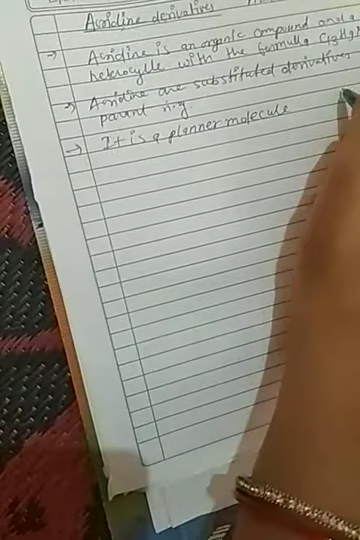 Acridine derivatives
→ Acridine is an organic compound and a
heterocycle with the formula C13H9N
→ Acridine are substituted derivatives
parent ring.
→ It is a planner molecule